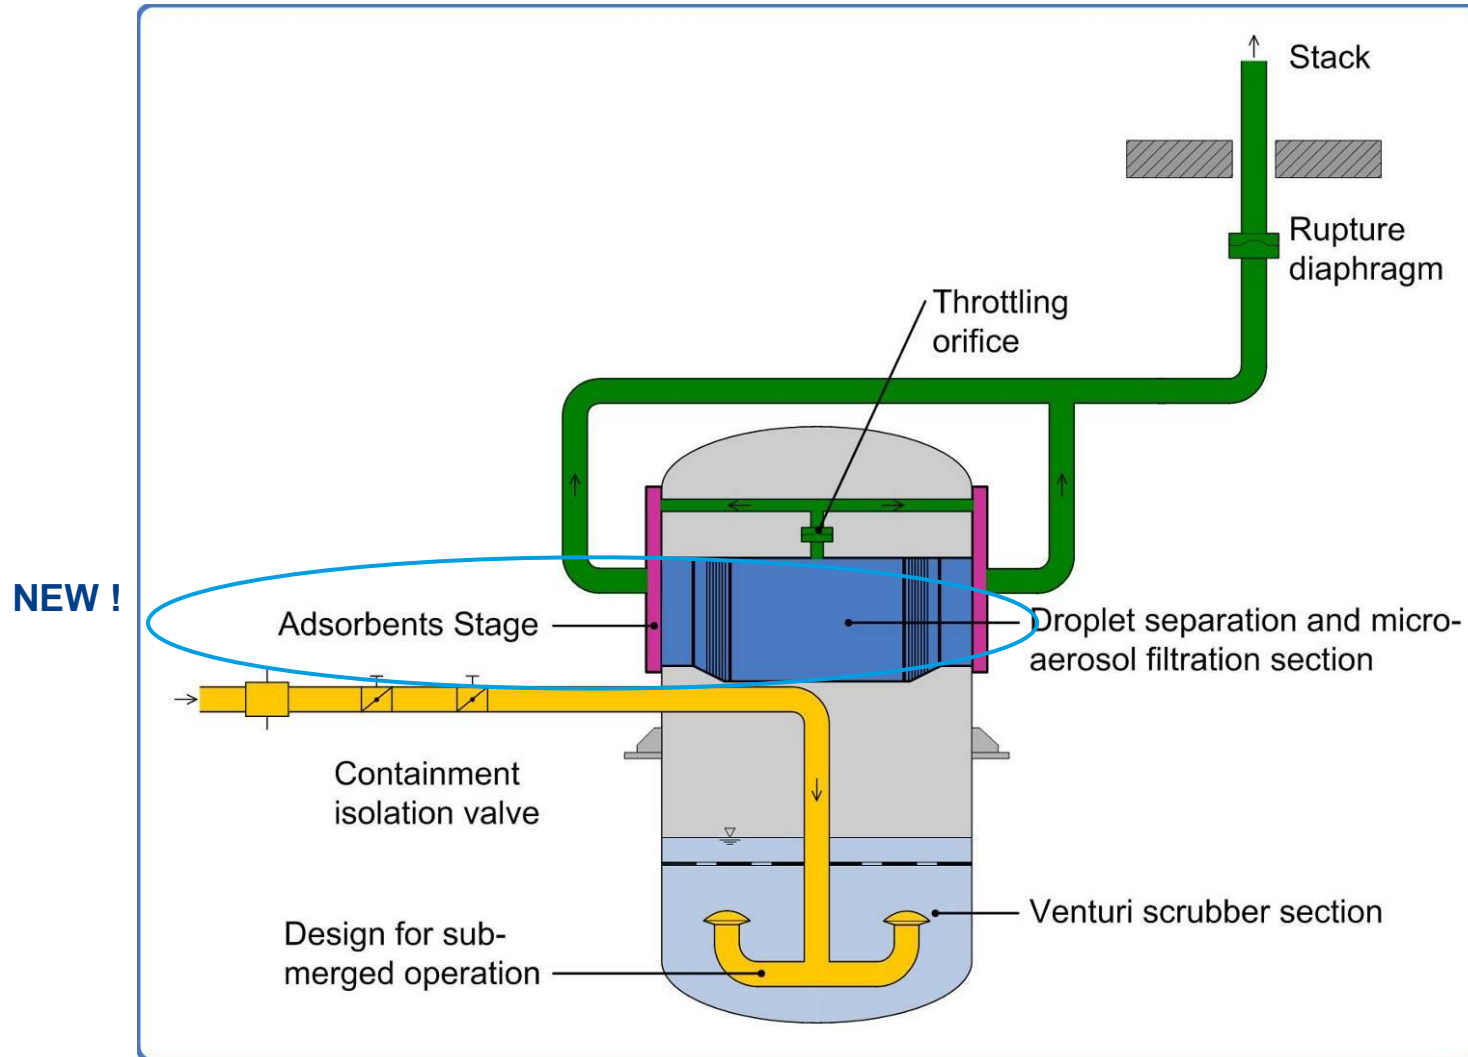 Stack
Rupture
diaphragm
Throttling
orifice
NEW !
Adsorbents Stage
Droplet separation and micro-
aerosol filtration section
Containment
isolation valve
Venturi scrubber section
Design for sub-
merged operation